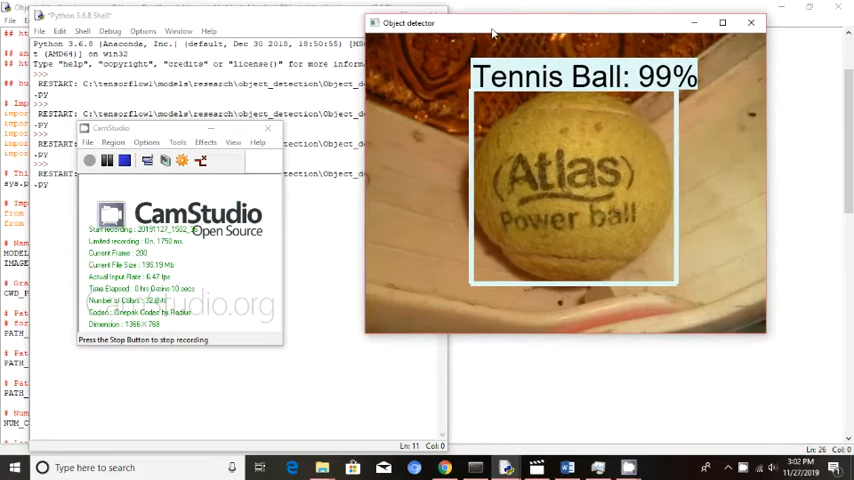 *Python 3.6.8 Shell*
File Edit Shell Debug Options Window Help
Python 3.6.8 |Anaconda, Inc.| (default, Dec 30 2018, 18:50:55) [MSC
t (AMD64)] on win32
Type "help", "copyright", "credits" or "license()" for more informat
>>>
RESTART: C:\tensorflow1\models\research\object_detection\Object_de
.py
>>>
RESTART: C:\tensorflow1\models\research\object_detection\Object_de
.py
>>>
.py
>>>
.py
CamStudio
File Region Options Tools Effects View Help
CamStudio
Open Source
Limited recording : On, 1750 ms.
Current Frame : 200
Current File Size : 195.19 Mb
Actual Input Rate : 6.47 fps
Time Elapsed : 0 hrs 0 mins 10 secs
Number of Colors : 32 Bit
Codec : Cinepak Codec by Radius
Dimension : 1366 X 768
CamStudio.org
Press the Stop Button to stop recording
Object detector
Tennis Ball: 99%
(Atlas)
Power ball
Ln: 11 Col: 0
Ln: 26 Col: 0
Type here to search
3:02 PM
11/27/2019